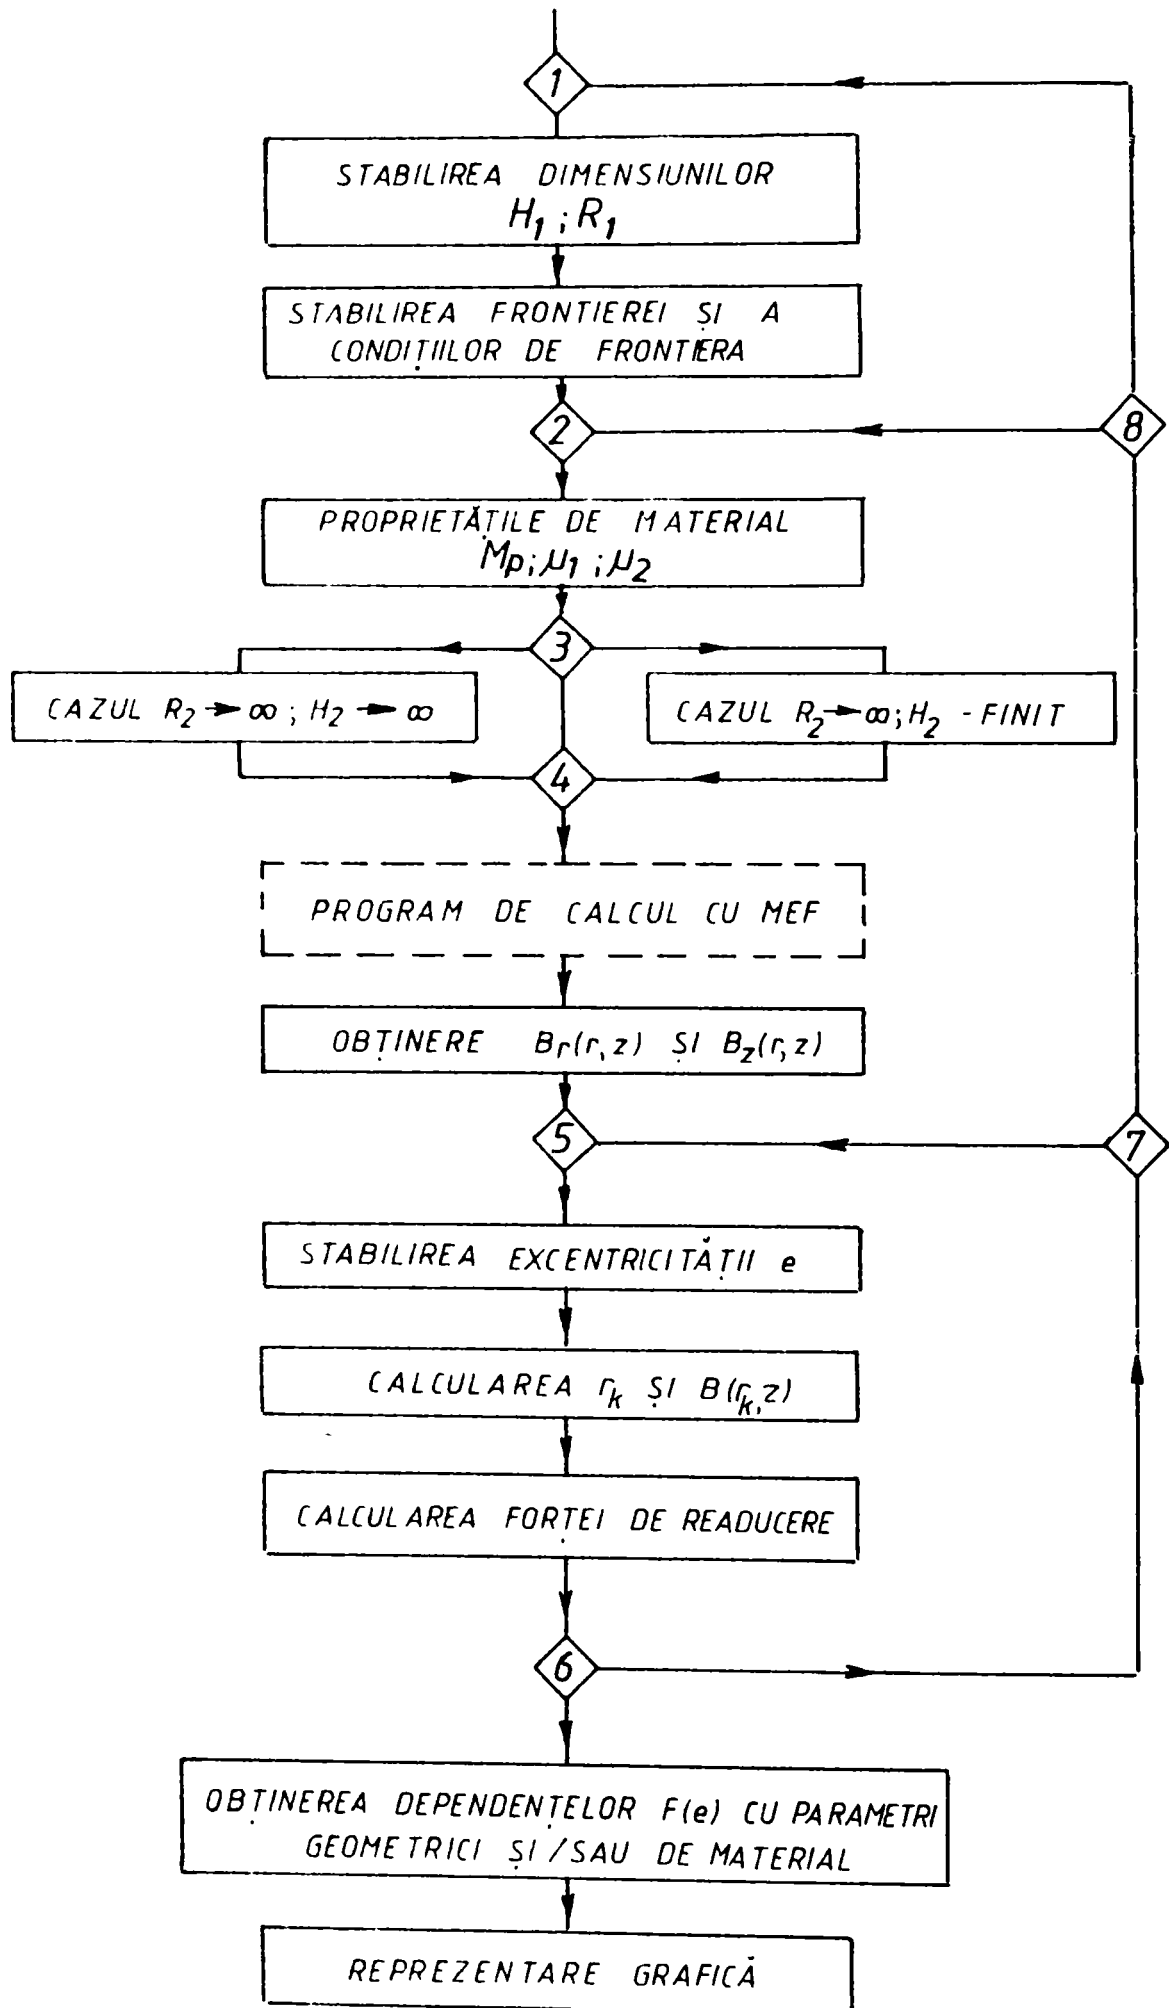 1
STABILIREA DIMENSIUNILOR
H₁ ; R₁
STABILIREA FRONTIEREI ȘI A
CONDIȚIILOR DE FRONTIERA
2
8
PROPRIETĂȚILE DE MATERIAL
Mp; μ₁ ; μ₂
3
CAZUL R₂ → ∞ ; H₂ → ∞
CAZUL R₂ → ∞; H₂ - FINIT
4
PROGRAM DE CALCUL CU MEF
OBȚINERE Br(r, z) ȘI Bz(r, z)
5
7
STABILIREA EXCENTRICITĂȚII e
CALCULAREA rk ȘI B(rk, z)
CALCULAREA FORȚEI DE READUCERE
6
OBȚINEREA DEPENDENȚELOR F(e) CU PARAMETRI
GEOMETRICI ȘI / SAU DE MATERIAL
REPREZENTARE GRAFICĂ